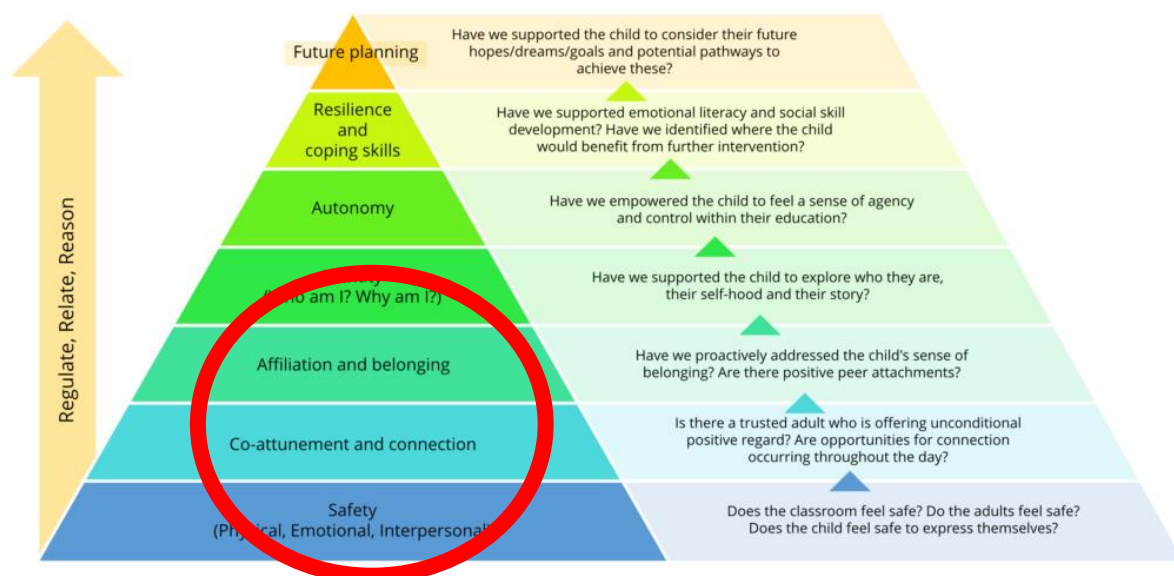 Regulate, Relate, Reason
Future planning
Have we supported the child to consider their future
hopes/dreams/goals and potential pathways to
achieve these?
Resilience
and
coping skills
Have we supported emotional literacy and social skill
development? Have we identified where the child
would benefit from further intervention?
Autonomy
Have we empowered the child to feel a sense of agency
and control within their education?
am I? Why am I?)
Have we supported the child to explore who they are,
their self-hood and their story?
Affiliation and belonging
Have we proactively addressed the child's sense of
belonging? Are there positive peer attachments?
Co-attunement and connection
Is there a trusted adult who is offering unconditional
positive regard? Are opportunities for connection
occurring throughout the day?
Safety
(Physical, Emotional, Interpersonal)
Does the classroom feel safe? Do the adults feel safe?
Does the child feel safe to express themselves?